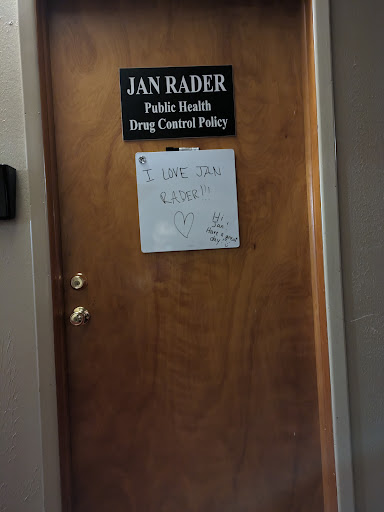 JAN RADER
Public Health
Drug Control Policy
I LOVE JAN
RADER!!!
Hi
Jan!
Have a great
day!